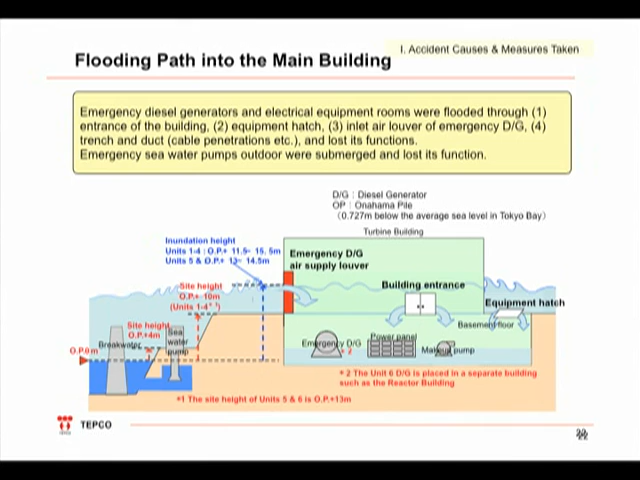 I. Accident Causes & Measures Taken
Flooding Path into the Main Building
Emergency diesel generators and electrical equipment rooms were flooded through (1)
entrance of the building, (2) equipment hatch, (3) inlet air louver of emergency D/G, (4)
trench and duct (cable penetrations etc.), and lost its functions.
Emergency sea water pumps outdoor were submerged and lost its function.
D/G : Diesel Generator
OP : Onahama Pile
(0.727m below the average sea level in Tokyo Bay)
Turbine Building
Inundation height
Units 1-4 : O.P.+ 11.5~ 15. 5m
Units 5 & 6 O.P.+ 13~ 14.5m
Emergency D/G
air supply louver
Site height
O.P.+ 10m
(Units 1-4
Building entrance
Equipment hatch
Site height
O.P.+4m
Breakwater
Sea
water
pump
Basement floor
Emergency D/G
* 2
Power panel
Makeup pump
O.P.0m
* 2 The Unit 6 D/G is placed in a separate building
such as the Reactor Building
*1 The site height of Units 5 & 6 is O.P.+13m
TEPCO
TEPCO